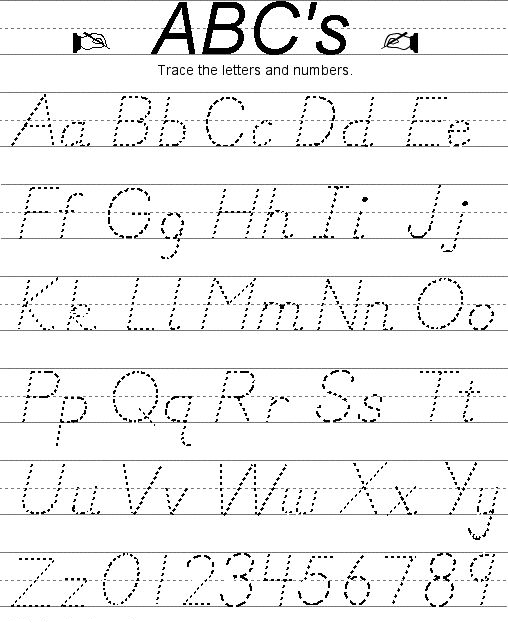 ABC's
Trace the letters and numbers.
Aa Bb Cc Dd Ee
Ff Gg Hh Ii Jj
Kk Ll Mm Nn Oo
Pp Qq Rr Ss Tt
Uu Vv Ww Xx Yy
Zz 0 1 2 3 4 5 6 7 8 9